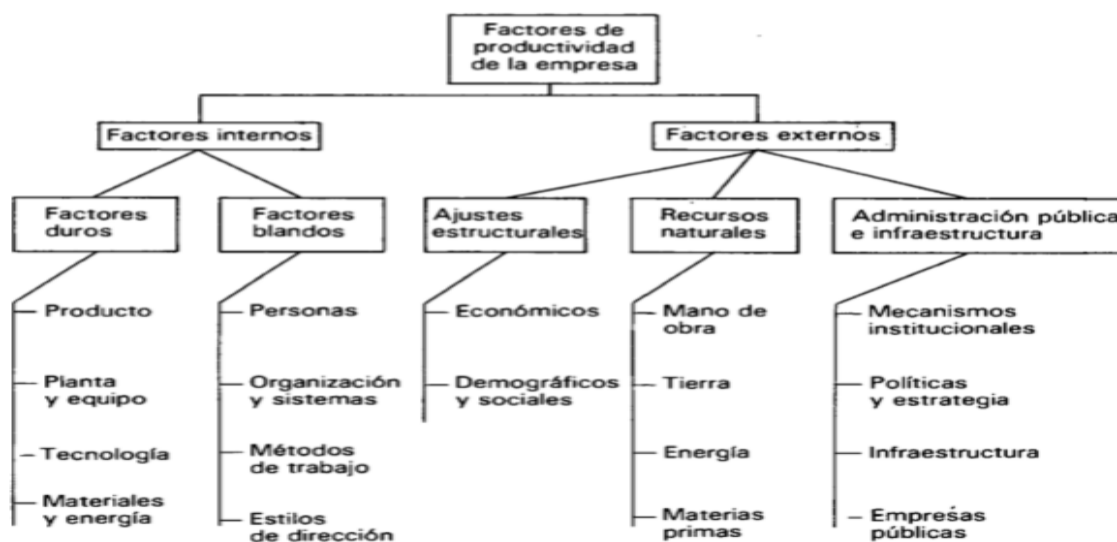 Factores de
productividad
de la empresa
Factores internos
Factores externos
Factores
duros
Factores
blandos
Ajustes
estructurales
Recursos
naturales
Administración pública
e infraestructura
Producto
Planta
y equipo
Tecnología
Materiales
y energía
Personas
Organización
y sistemas
Métodos
de trabajo
Estilos
de dirección
Económicos
Demográficos
y sociales
Mano de
obra
Tierra
Energía
Materias
primas
Mecanismos
institucionales
Políticas
y estrategia
Infraestructura
Empresas
públicas